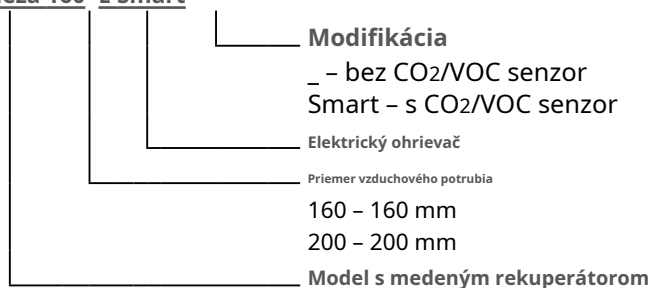 Modifikácia
_ – bez CO2/VOC senzor
Smart – s CO2/VOC senzor
Elektrický ohrievač
Priemer vzduchového potrubia
160 – 160 mm
200 – 200 mm
Model s medeným rekuperátorom